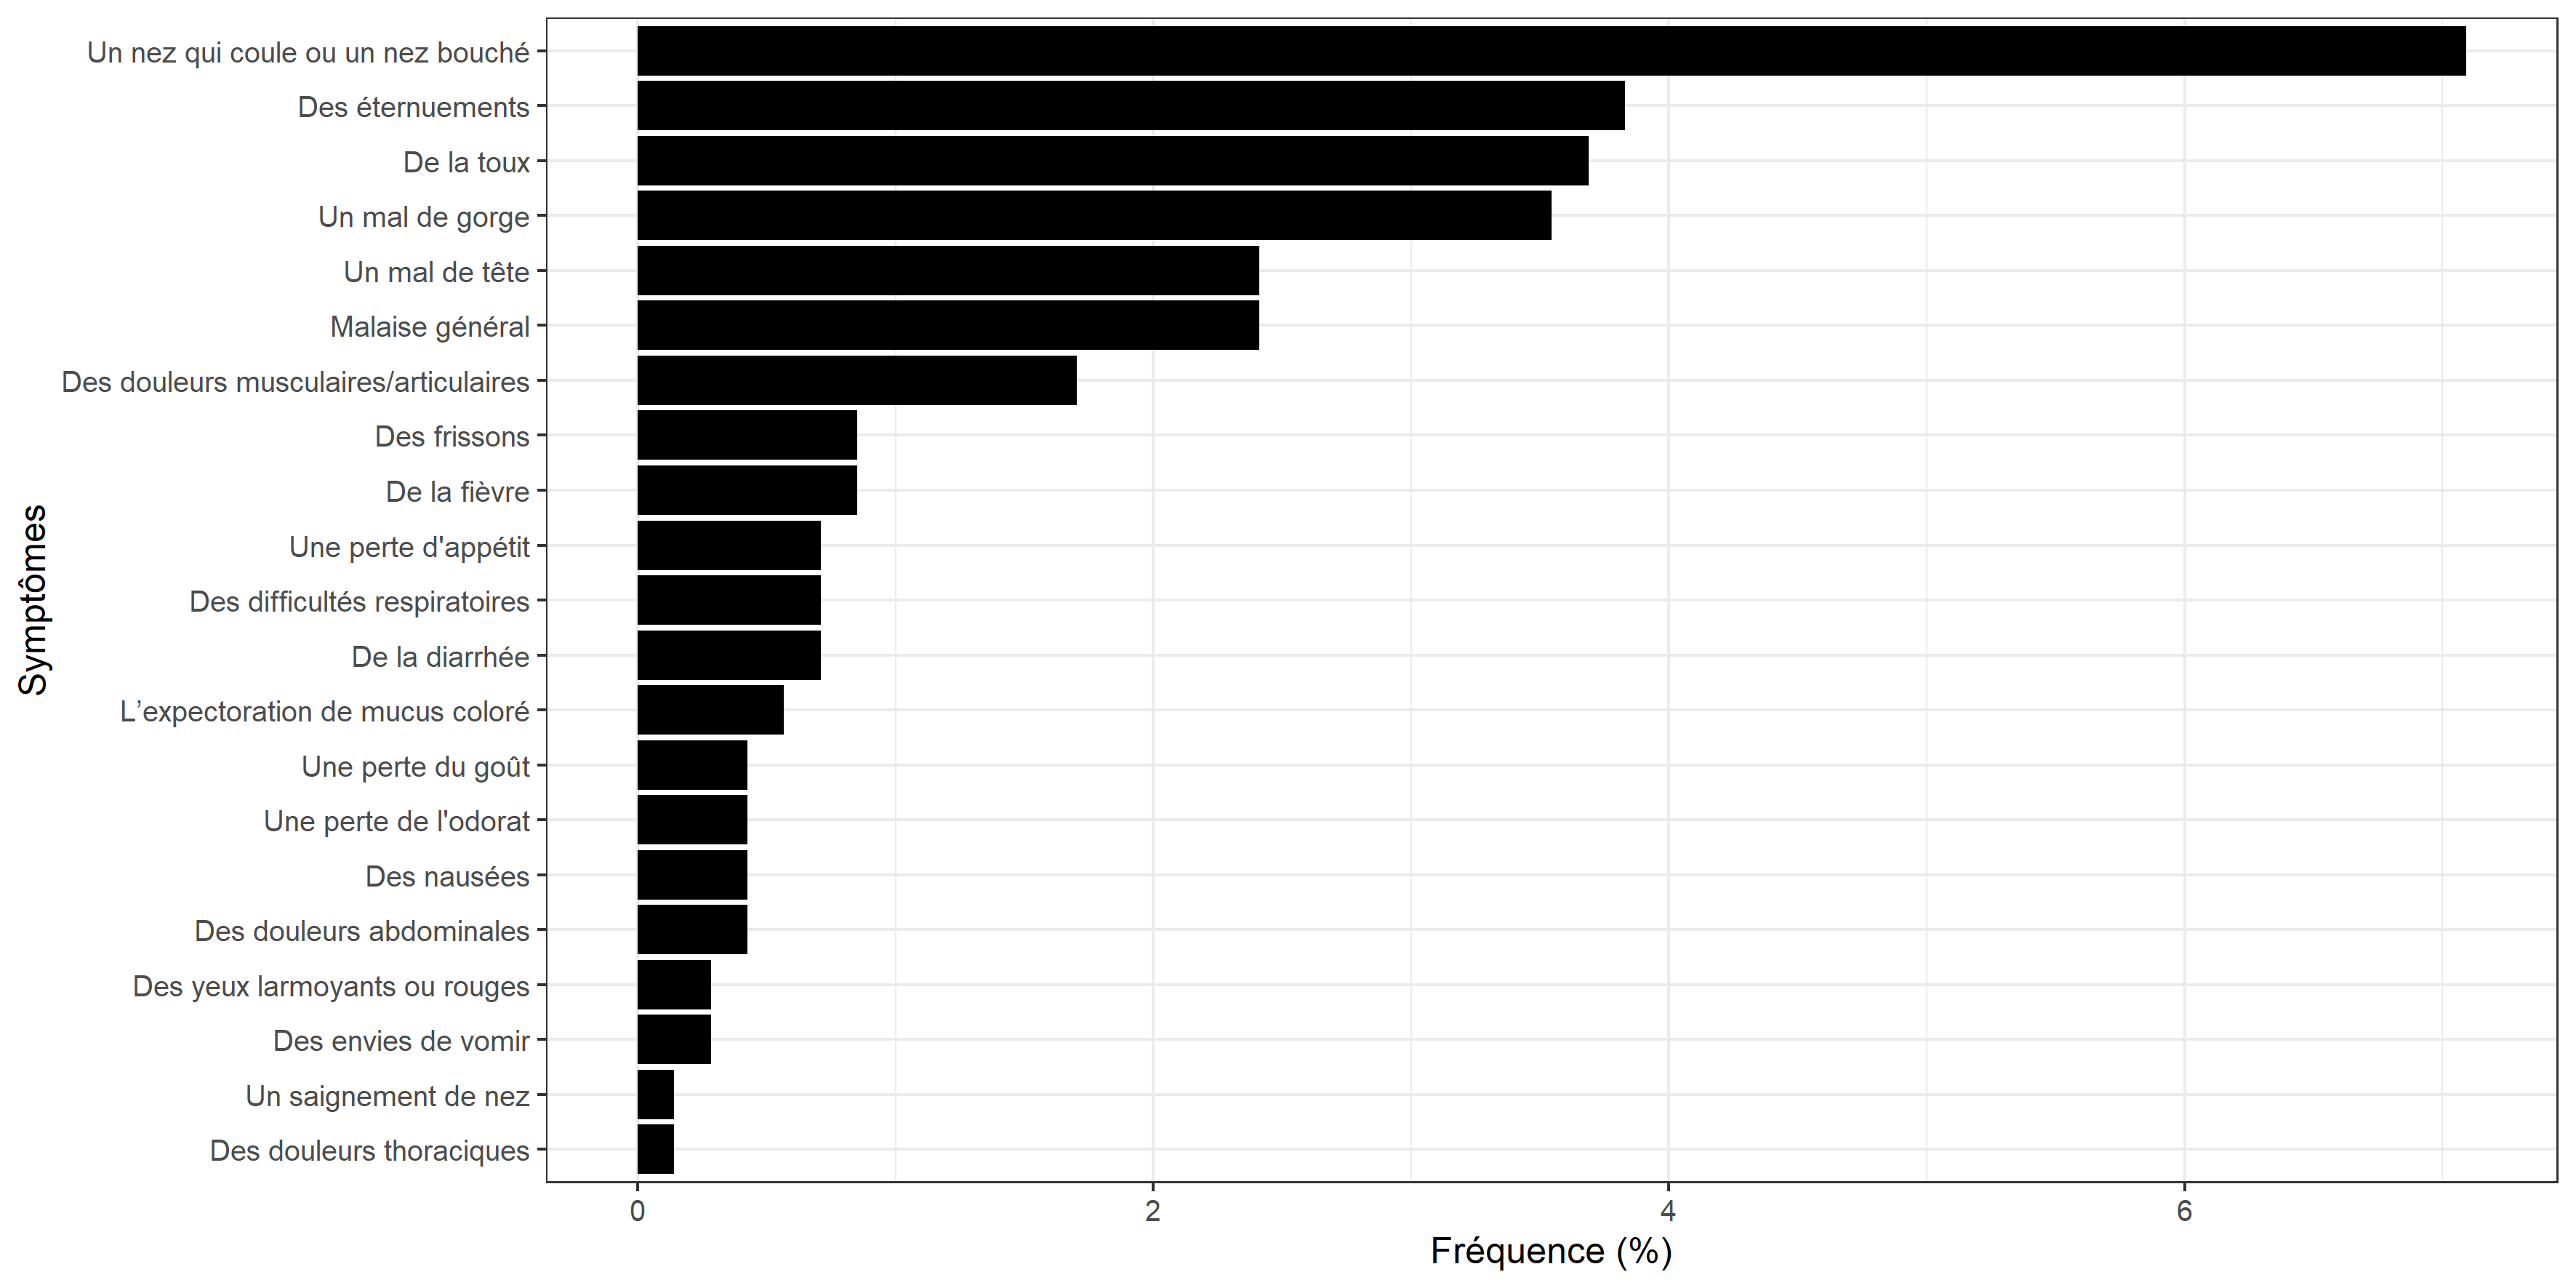 Un nez qui coule ou un nez bouché
Des éternuements
De la toux
Un mal de gorge
Un mal de tête
Malaise général
Des douleurs musculaires/articulaires
Des frissons
De la fièvre
Une perte d'appétit
Des difficultés respiratoires
De la diarrhée
L’expectoration de mucus coloré
Une perte du goût
Une perte de l'odorat
Des nausées
Des douleurs abdominales
Des yeux larmoyants ou rouges
Des envies de vomir
Un saignement de nez
Des douleurs thoraciques
Symptômes
0 2 4 6
Fréquence (%)